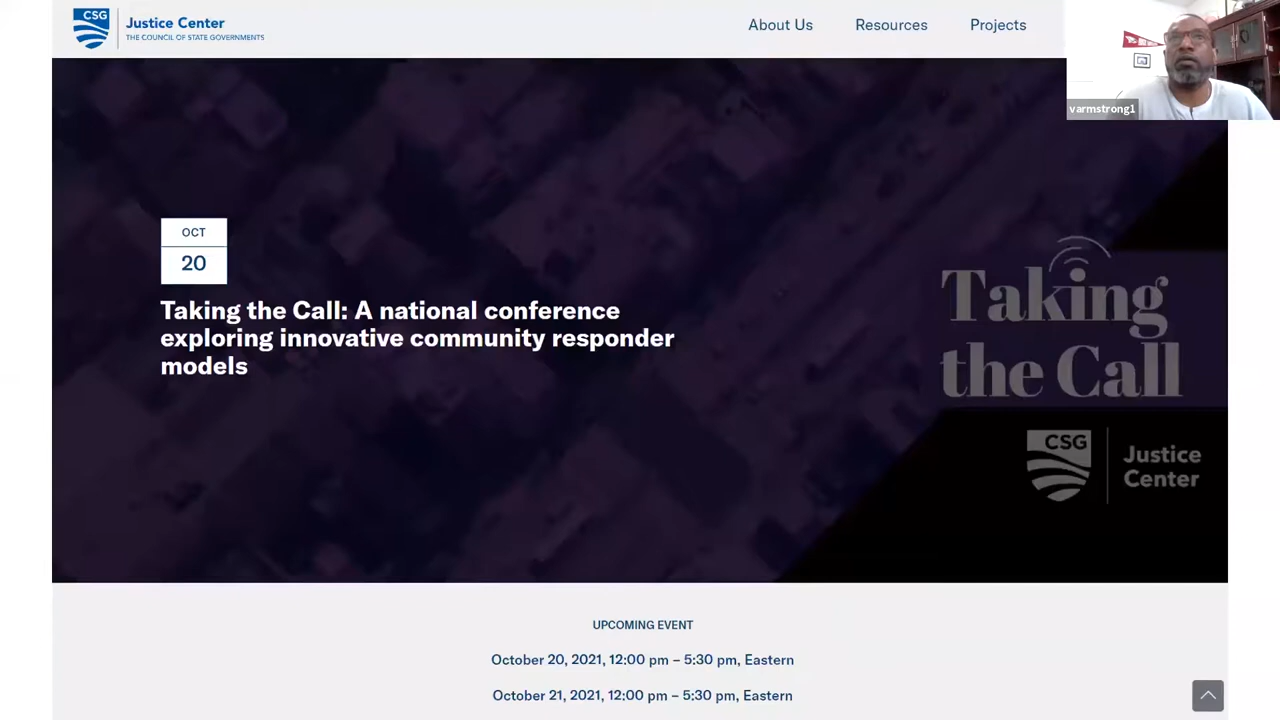 CSG
Justice Center
THE COUNCIL OF STATE GOVERNMENTS
About Us
Resources
Projects
varmstrong1
OCT
20
Taking the Call: A national conference
exploring innovative community responder
models
Taking
the Call
CSG
Justice
Center
UPCOMING EVENT
October 20, 2021, 12:00 pm – 5:30 pm, Eastern
October 21, 2021, 12:00 pm – 5:30 pm, Eastern